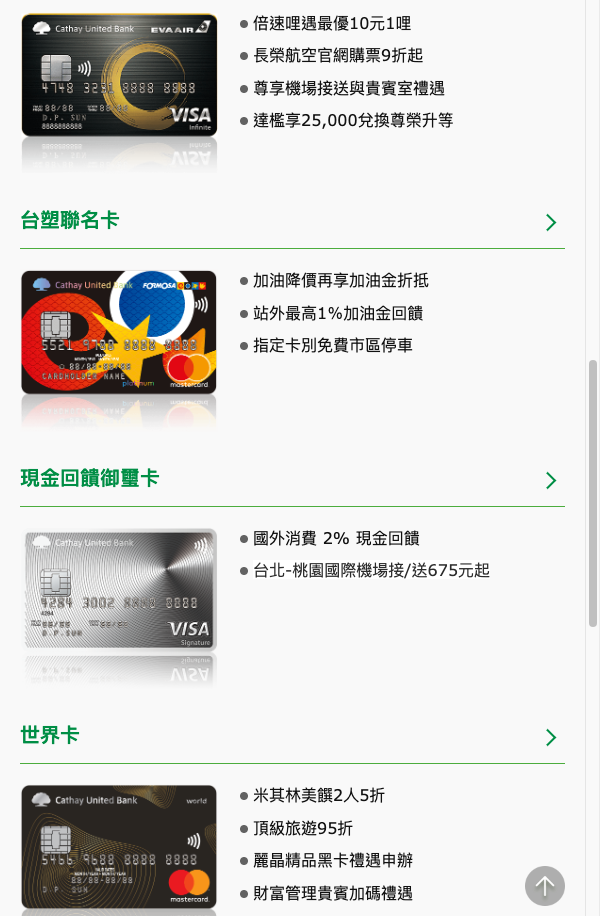 Cathay United Bank
EVA AIR
4748 3230 8888 8888
88/88
88/88
D.P. SUN
8888888888
VISA
Infinite
倍速哩遇最優10元1哩
長榮航空官網購票9折起
尊享機場接送與貴賓室禮遇
達檻享25,000兌換尊榮升等
台塑聯名卡
Cathay United Bank
FORMOSA
5521 9700 8888 8888
88/88-88/88
CARDHOLDER NAME
platinum
mastercard
加油降價再享加油金折抵
站外最高1%加油金回饋
指定卡別免費市區停車
現金回饋御璽卡
Cathay United Bank
4284 3002 8888 8888
4284
88/88
88/88
D.P.SUN
VISA
Signature
國外消費 2% 現金回饋
台北-桃園國際機場接/送675元起
世界卡
Cathay United Bank
world
5466 9688 8888 8888
88/88-88/88
D.P. SUN
mastercard
米其林美饌2人5折
頂級旅遊95折
麗晶精品黑卡禮遇申辦
財富管理貴賓加碼禮遇